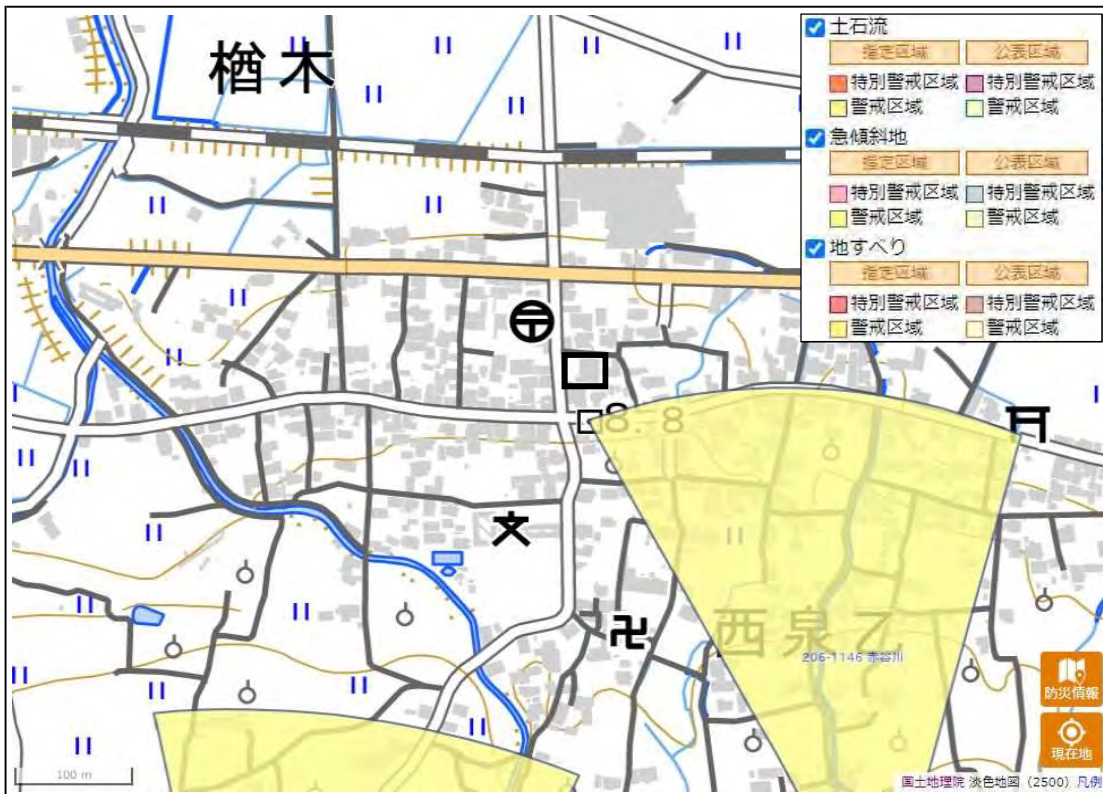 楢木
土石流
指定区域 公表区域
特別警戒区域 特別警戒区域
警戒区域 警戒区域
急傾斜地
指定区域 公表区域
特別警戒区域 特別警戒区域
警戒区域 警戒区域
地すべり
指定区域 公表区域
特別警戒区域 特別警戒区域
警戒区域 警戒区域
8.8
西泉乙
206-1146 赤谷川
防災情報
現在地
100 m
国土地理院 淡色地図（2500）凡例